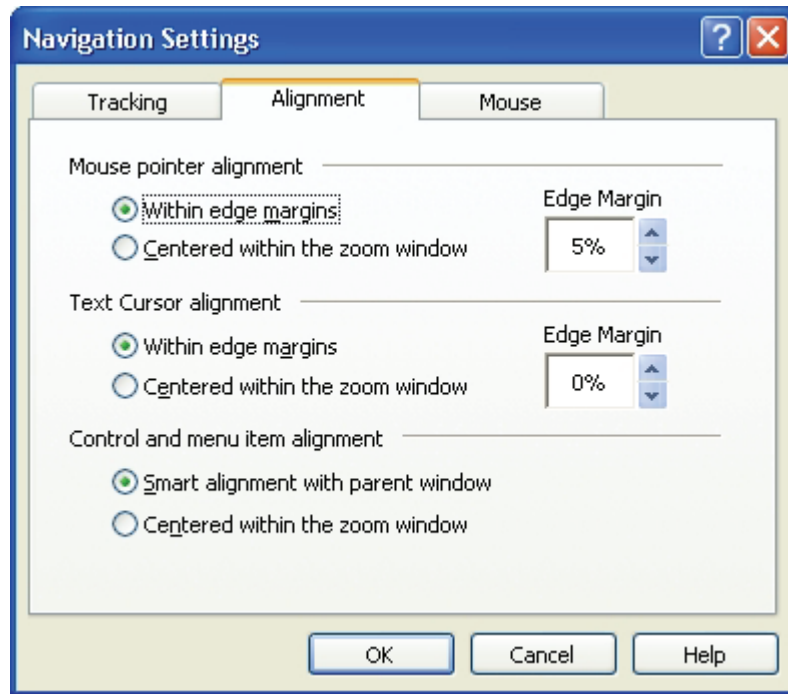 Navigation Settings
?
Tracking Alignment Mouse
Mouse pointer alignment
Within edge margins
Centered within the zoom window
Edge Margin
5%
Text Cursor alignment
Within edge margins
Centered within the zoom window
Edge Margin
0%
Control and menu item alignment
Smart alignment with parent window
Centered within the zoom window
OK Cancel Help